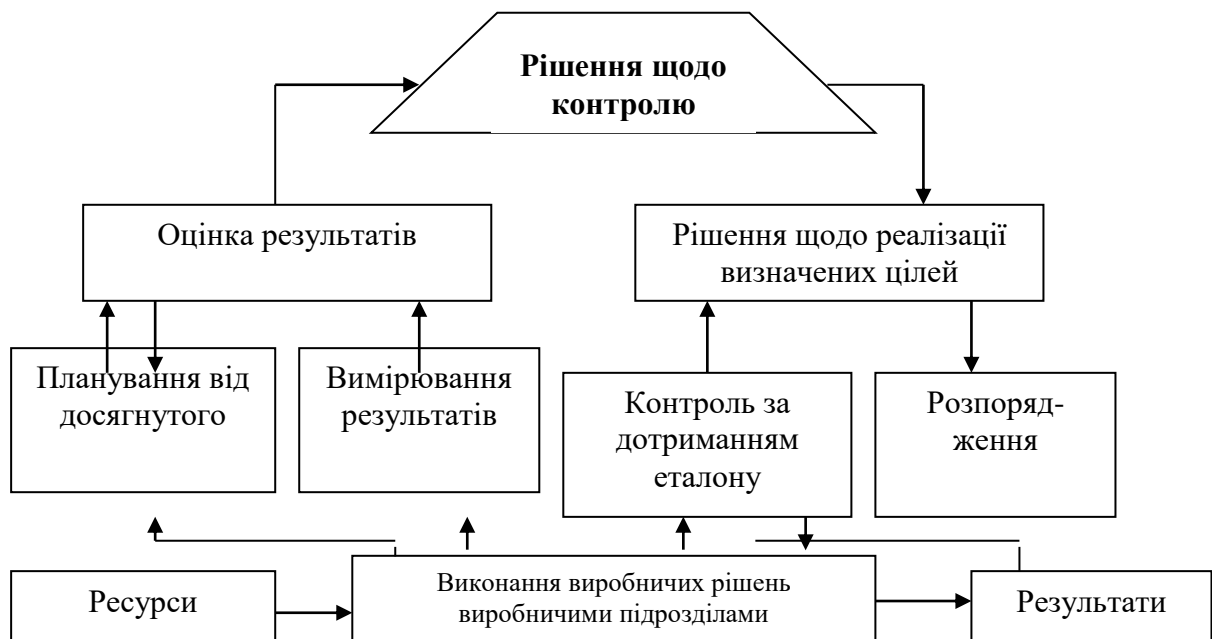 Рішення щодо
контролю
Оцінка результатів
Рішення щодо реалізації
визначених цілей
Планування від
досягнутого
Вимірювання
результатів
Контроль за
дотриманням
еталону
Розпоряд-
ження
Ресурси
Виконання виробничих рішень
виробничими підрозділами
Результати